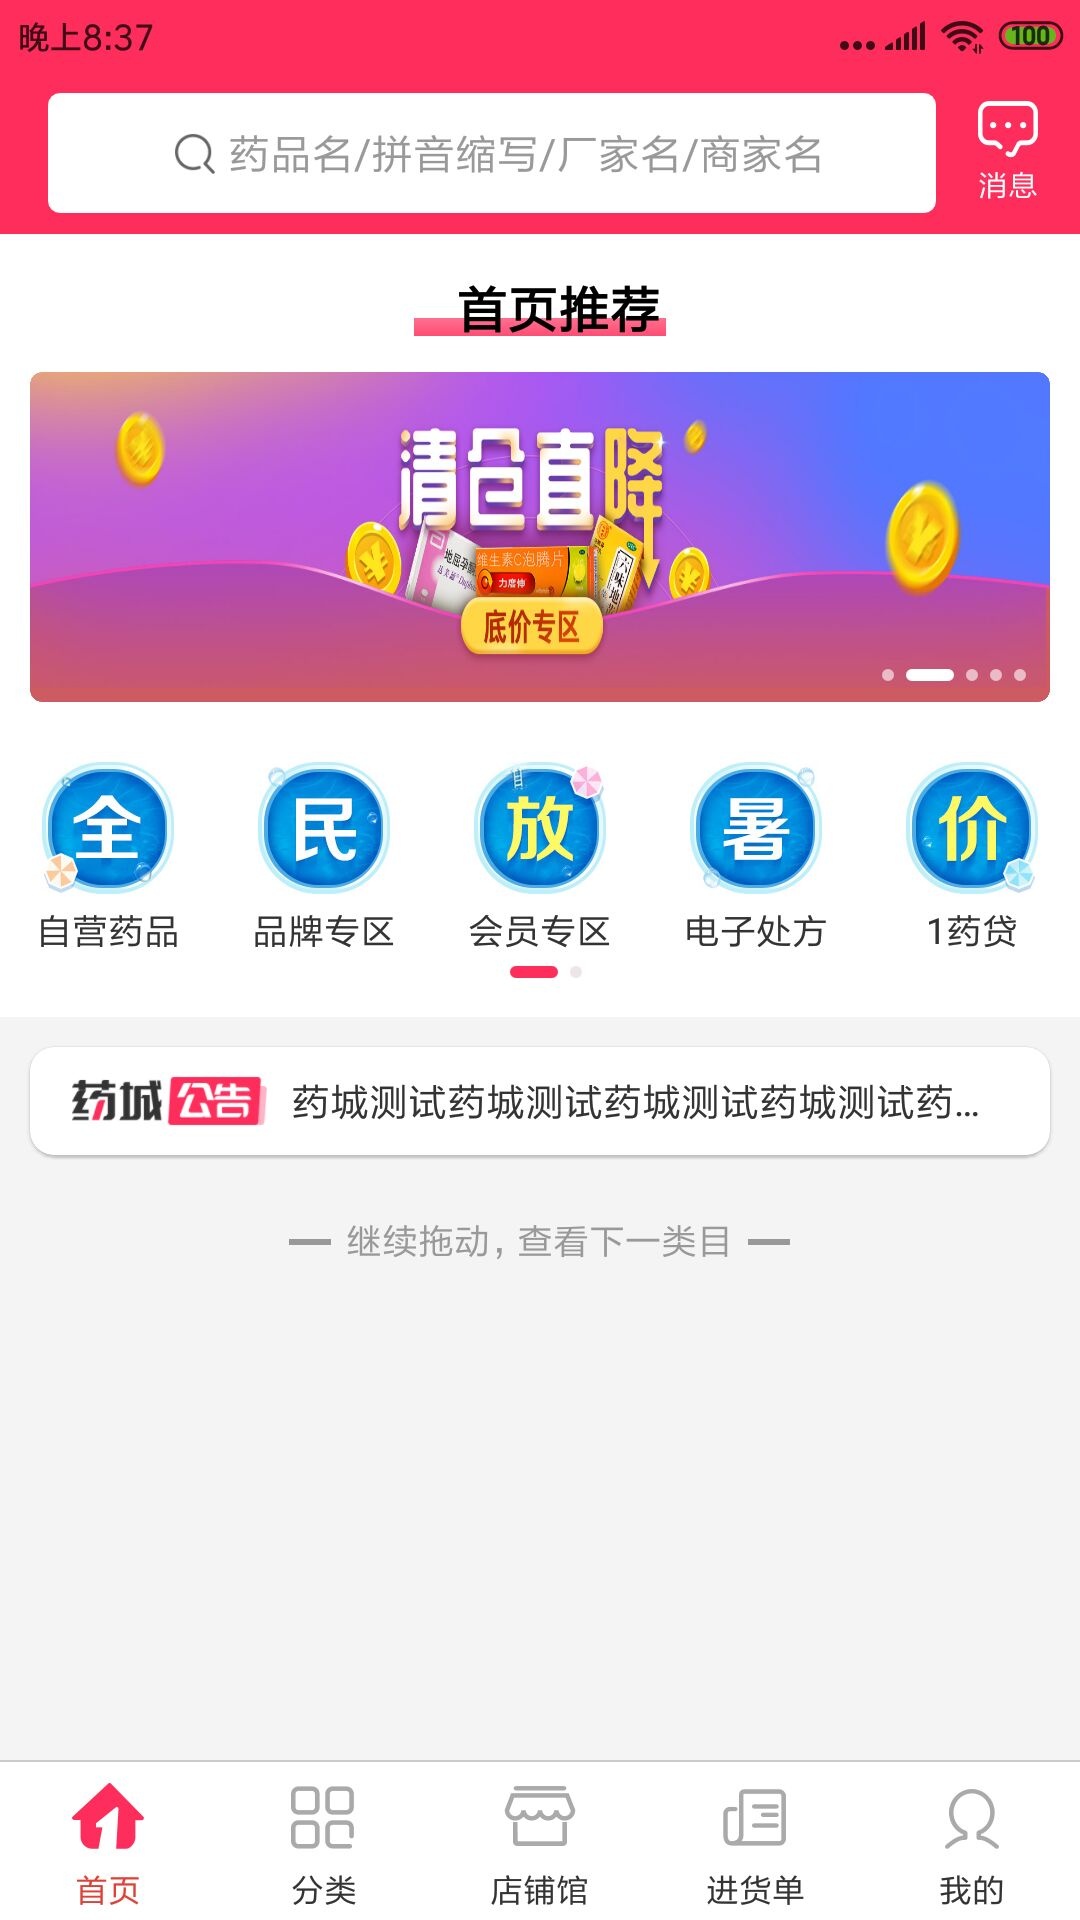 晚上8:37
100
药品名/拼音缩写/厂家名/商家名
消息
首页推荐
清仓直降
地屈孕酮
维生素C泡腾片
力度伸
六味地
底价专区
全
民
放
暑
价
自营药品
品牌专区
会员专区
电子处方
1药贷
药城公告
药城测试药城测试药城测试药城测试药...
继续拖动，查看下一类目
首页
分类
店铺馆
进货单
我的